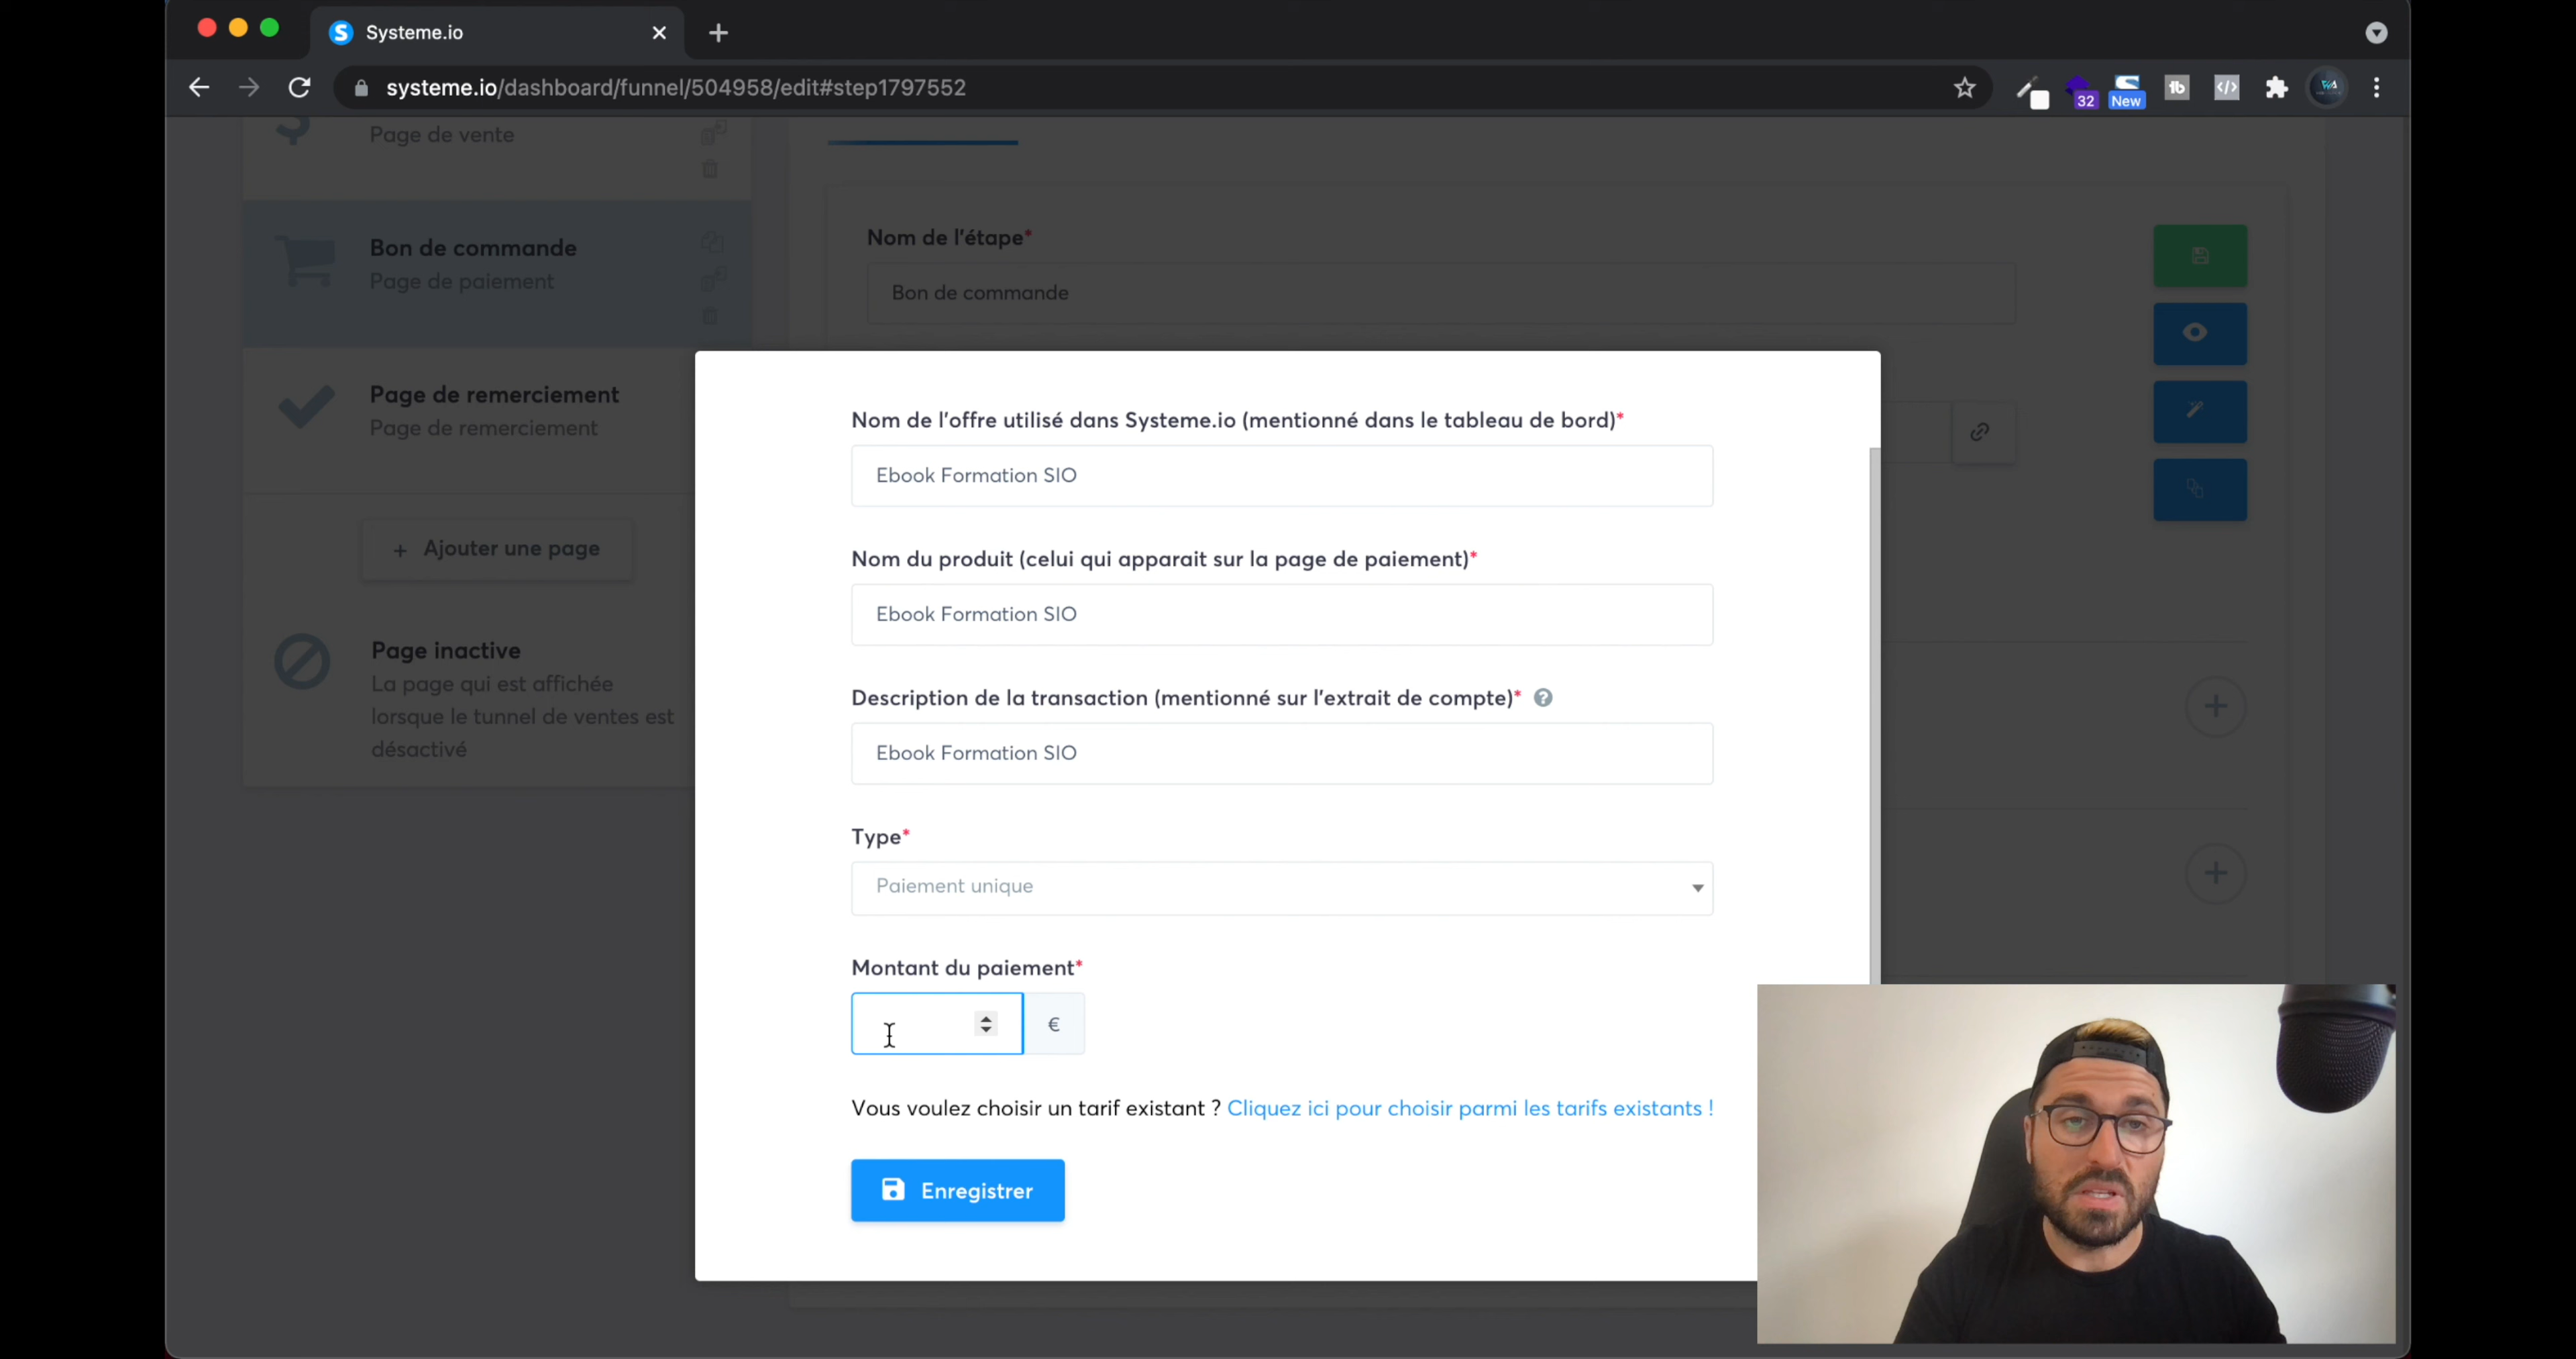 Systeme.io
systeme.io/dashboard/funnel/504958/edit#step1797552
32
New
Page de vente
Bon de commande
Page de paiement
Page de remerciement
Page de remerciement
+ Ajouter une page
Page inactive
La page qui est affichée
lorsque le tunnel de ventes est
désactivé
Nom de l'étape*
Bon de commande
Nom de l'offre utilisé dans Systeme.io (mentionné dans le tableau de bord)*
Ebook Formation SIO
Nom du produit (celui qui apparait sur la page de paiement)*
Ebook Formation SIO
Description de la transaction (mentionné sur l'extrait de compte)* ?
Ebook Formation SIO
Type*
Paiement unique
Montant du paiement*
€
Vous voulez choisir un tarif existant ? Cliquez ici pour choisir parmi les tarifs existants !
Enregistrer